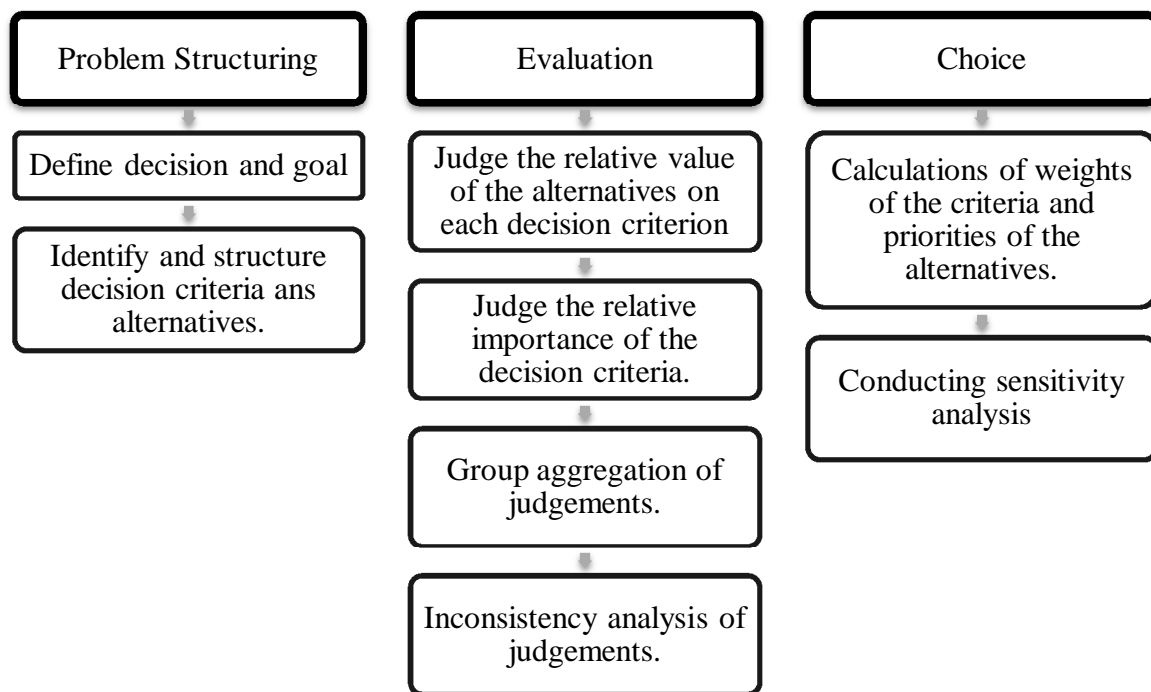 Problem Structuring
Define decision and goal
Identify and structure
decision criteria ans
alternatives.
Evaluation
Judge the relative value
of the alternatives on
each decision criterion
Judge the relative
importance of the
decision criteria.
Group aggregation of
judgements.
Inconsistency analysis of
judgements.
Choice
Calculations of weights
of the criteria and
priorities of the
alternatives.
Conducting sensitivity
analysis